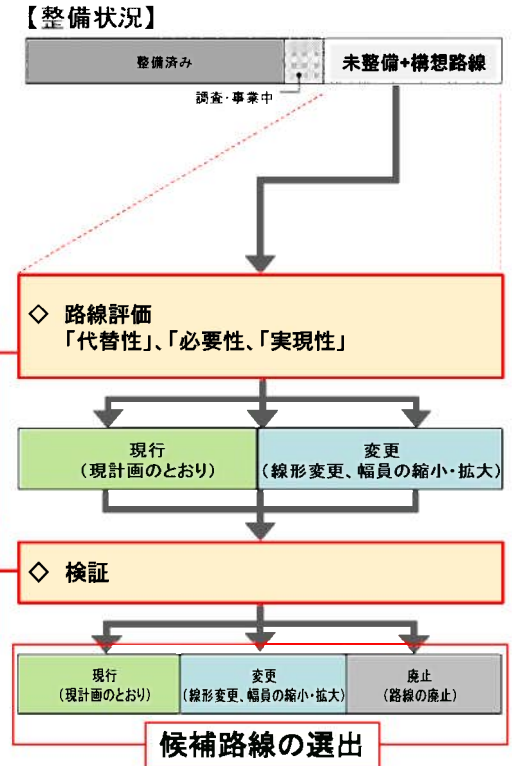 【整備状況】
整備済み
未整備+構想路線
調査・事業中
◇ 路線評価
「代替性」、「必要性、「実現性」
現行
(現計画のとおり)
変更
(線形変更、幅員の縮小・拡大)
◇ 検証
現行
(現計画のとおり)
変更
(線形変更、幅員の縮小・拡大)
廃止
(路線の廃止)
候補路線の選出